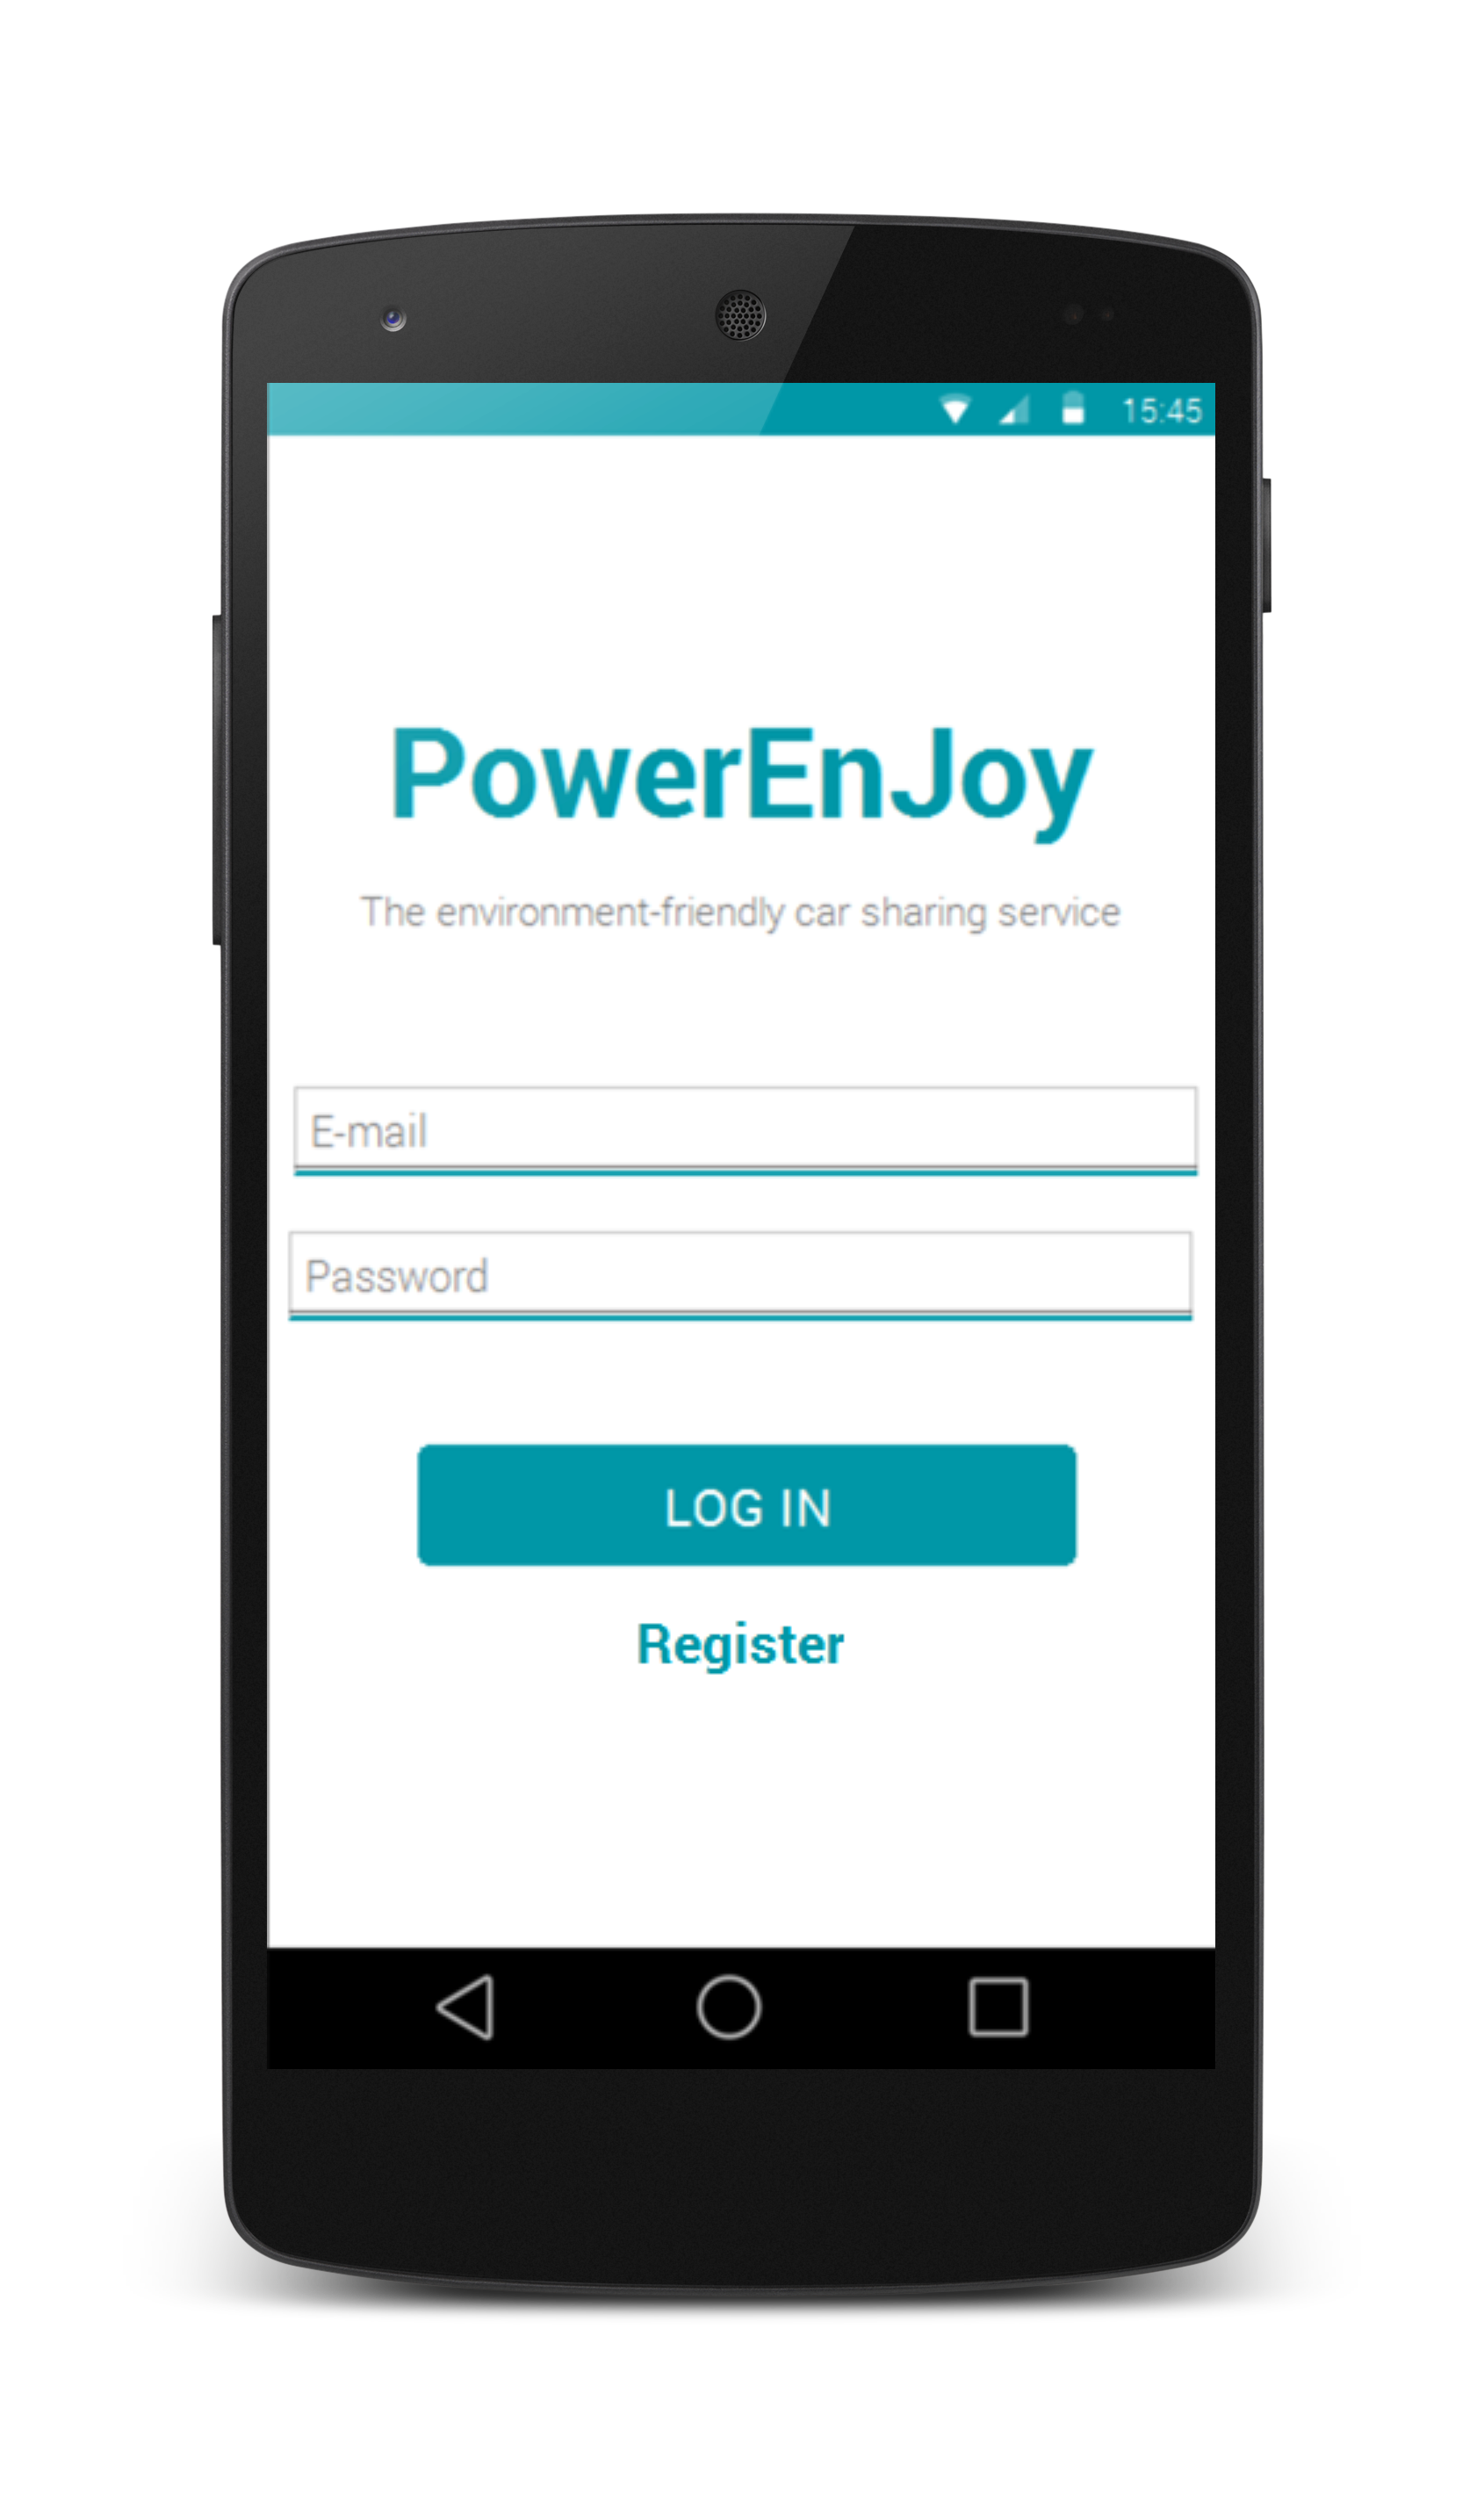 15:45
PowerEnJoy
The environment-friendly car sharing service
E-mail
Password
LOG IN
Register